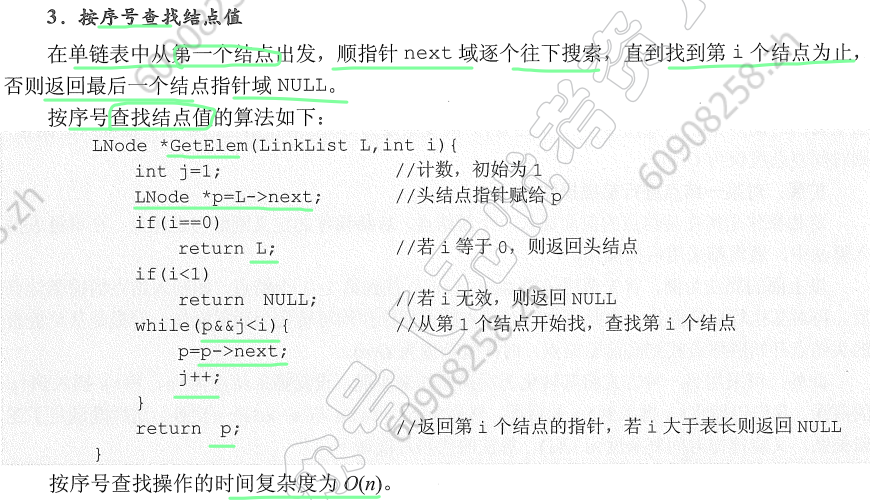 3．按序号查找结点值
在单链表中从第一个结点出发，顺指针 next 域逐个往下搜索，直到找到第 i 个结点为止，
否则返回最后一个结点指针域 NULL。
按序号查找结点值的算法如下：
LNode *GetElem(LinkList L,int i){
int j=1; //计数，初始为 1
LNode *p=L->next; //头结点指针赋给 p
if(i==0)
return L; //若 i 等于 0，则返回头结点
if(i<1)
return NULL; //若 i 无效，则返回 NULL
while(p&&j<i){ //从第 1 个结点开始找，查找第 i 个结点
p=p->next;
j++;
}
return p; //返回第 i 个结点的指针，若 i 大于表长则返回 NULL
}
按序号查找操作的时间复杂度为 O(n)。
60908258.zh
60908258.zh
60908258.zh
8.zh